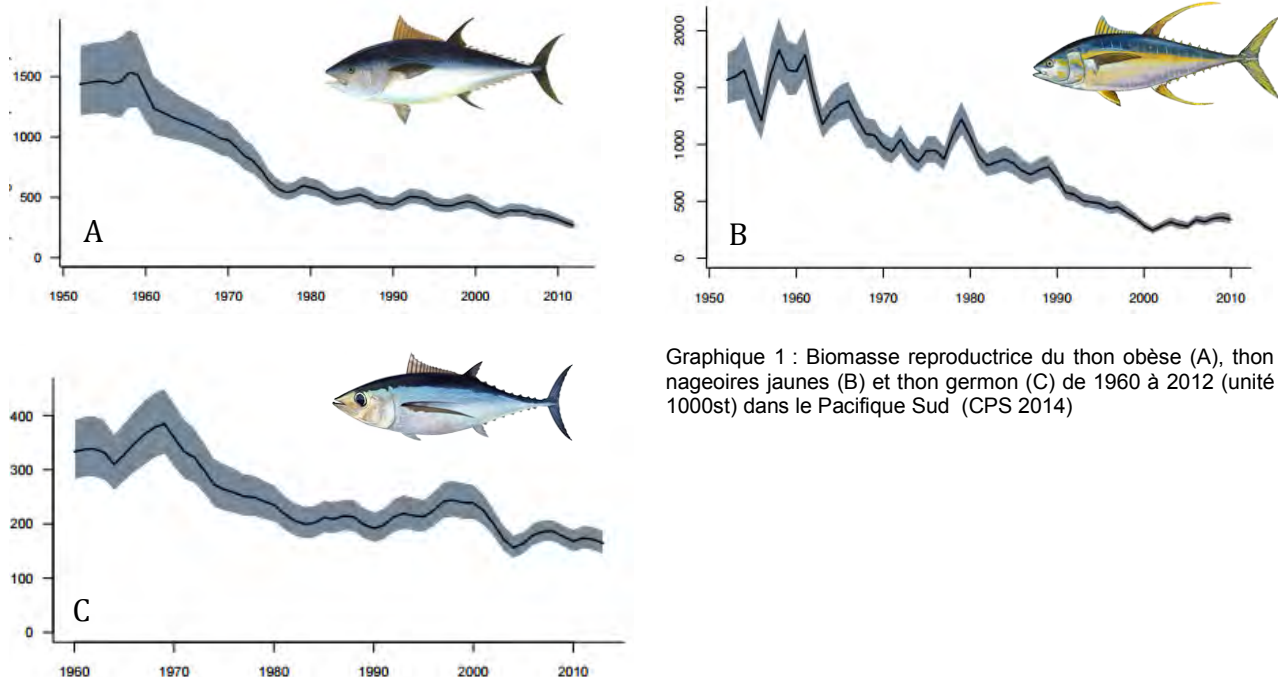 1500
1000
500
0
A
1950 1960 1970 1980 1990 2000 2010
2000
1500
1000
500
0
B
1950 1960 1970 1980 1990 2000 2010
400
300
200
100
0
C
1960 1970 1980 1990 2000 2010
Graphique 1 : Biomasse reproductrice du thon obèse (A), thon
nageoires jaunes (B) et thon germon (C) de 1960 à 2012 (unité
1000st) dans le Pacifique Sud (CPS 2014)